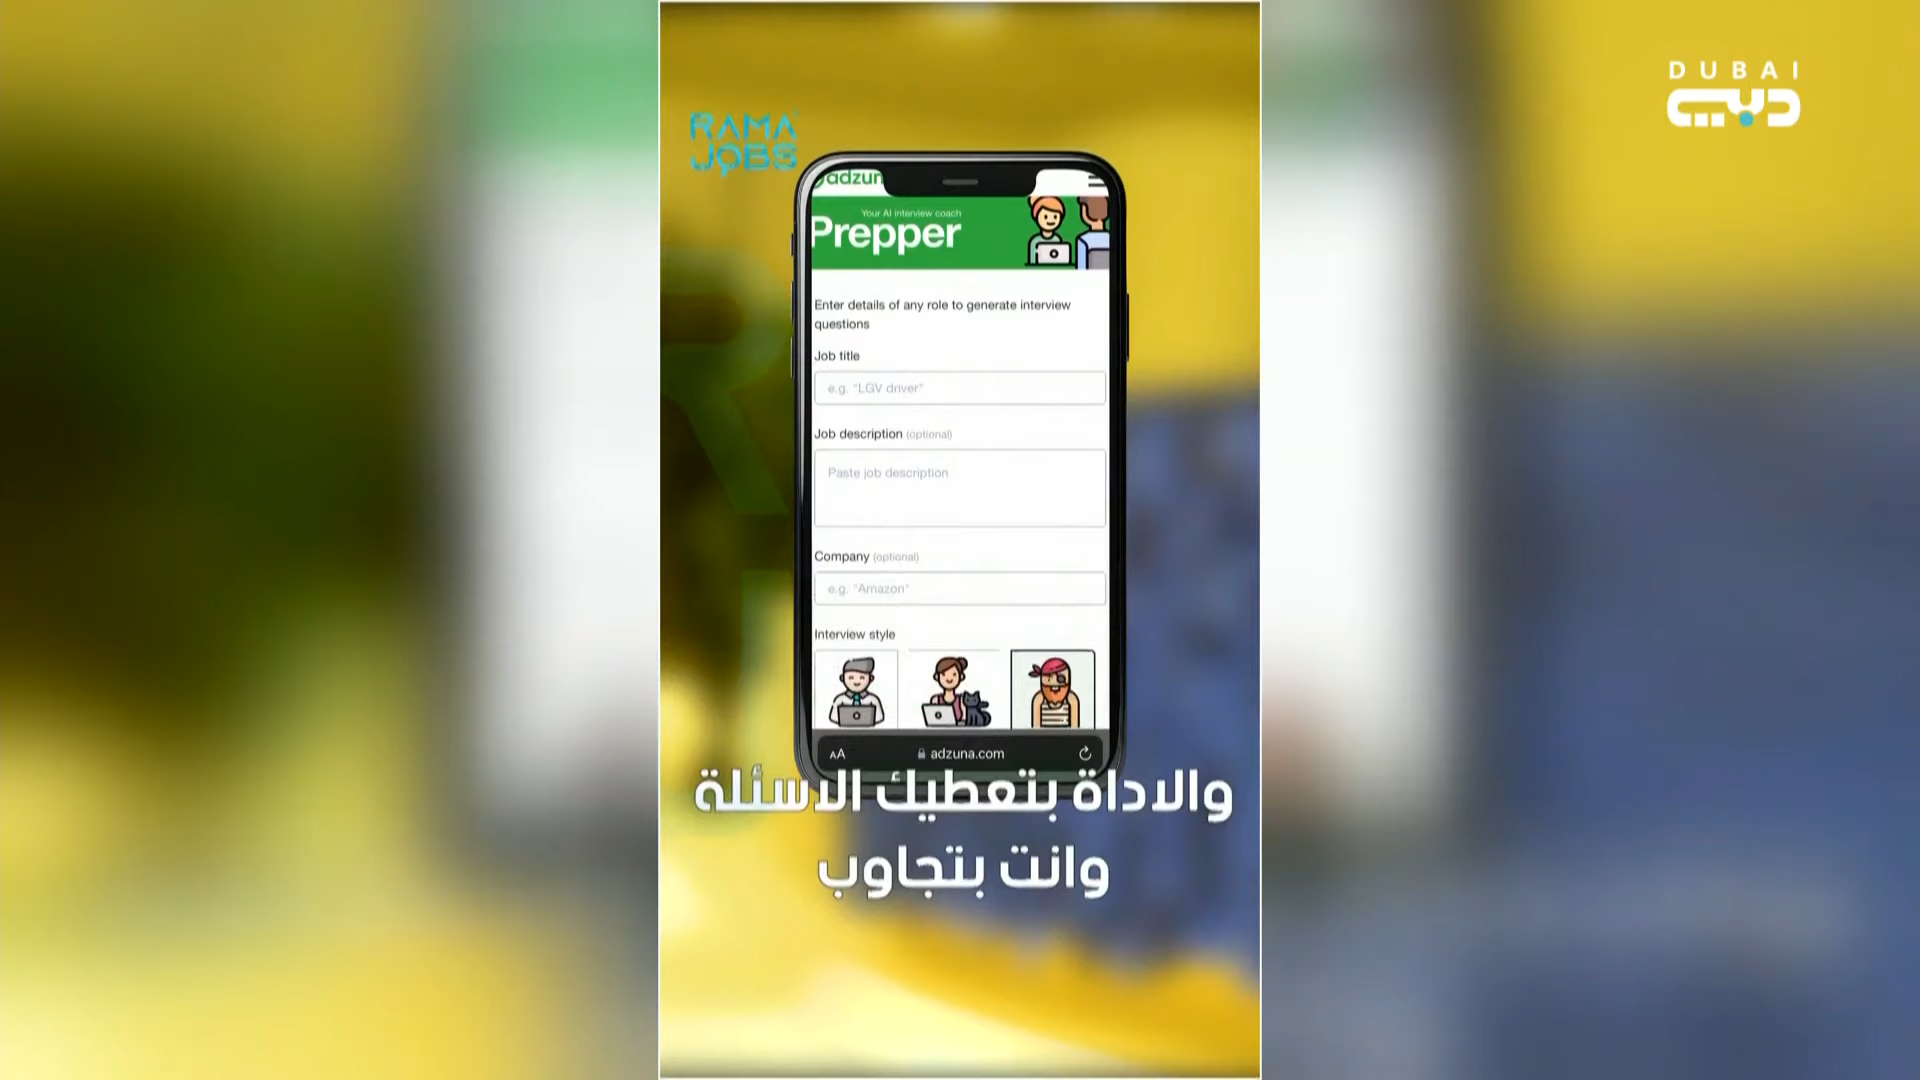 DUBAI
دبي
RAMA
JOBS
adzun
Your AI interview coach
Prepper
Enter details of any role to generate interview
questions
Job title
e.g. "LGV driver"
Job description (optional)
Paste job description
Company (optional)
e.g. "Amazon"
Interview style
AA
adzuna.com
والاداة بتعطيك الاسئلة
وانت بتجاوب